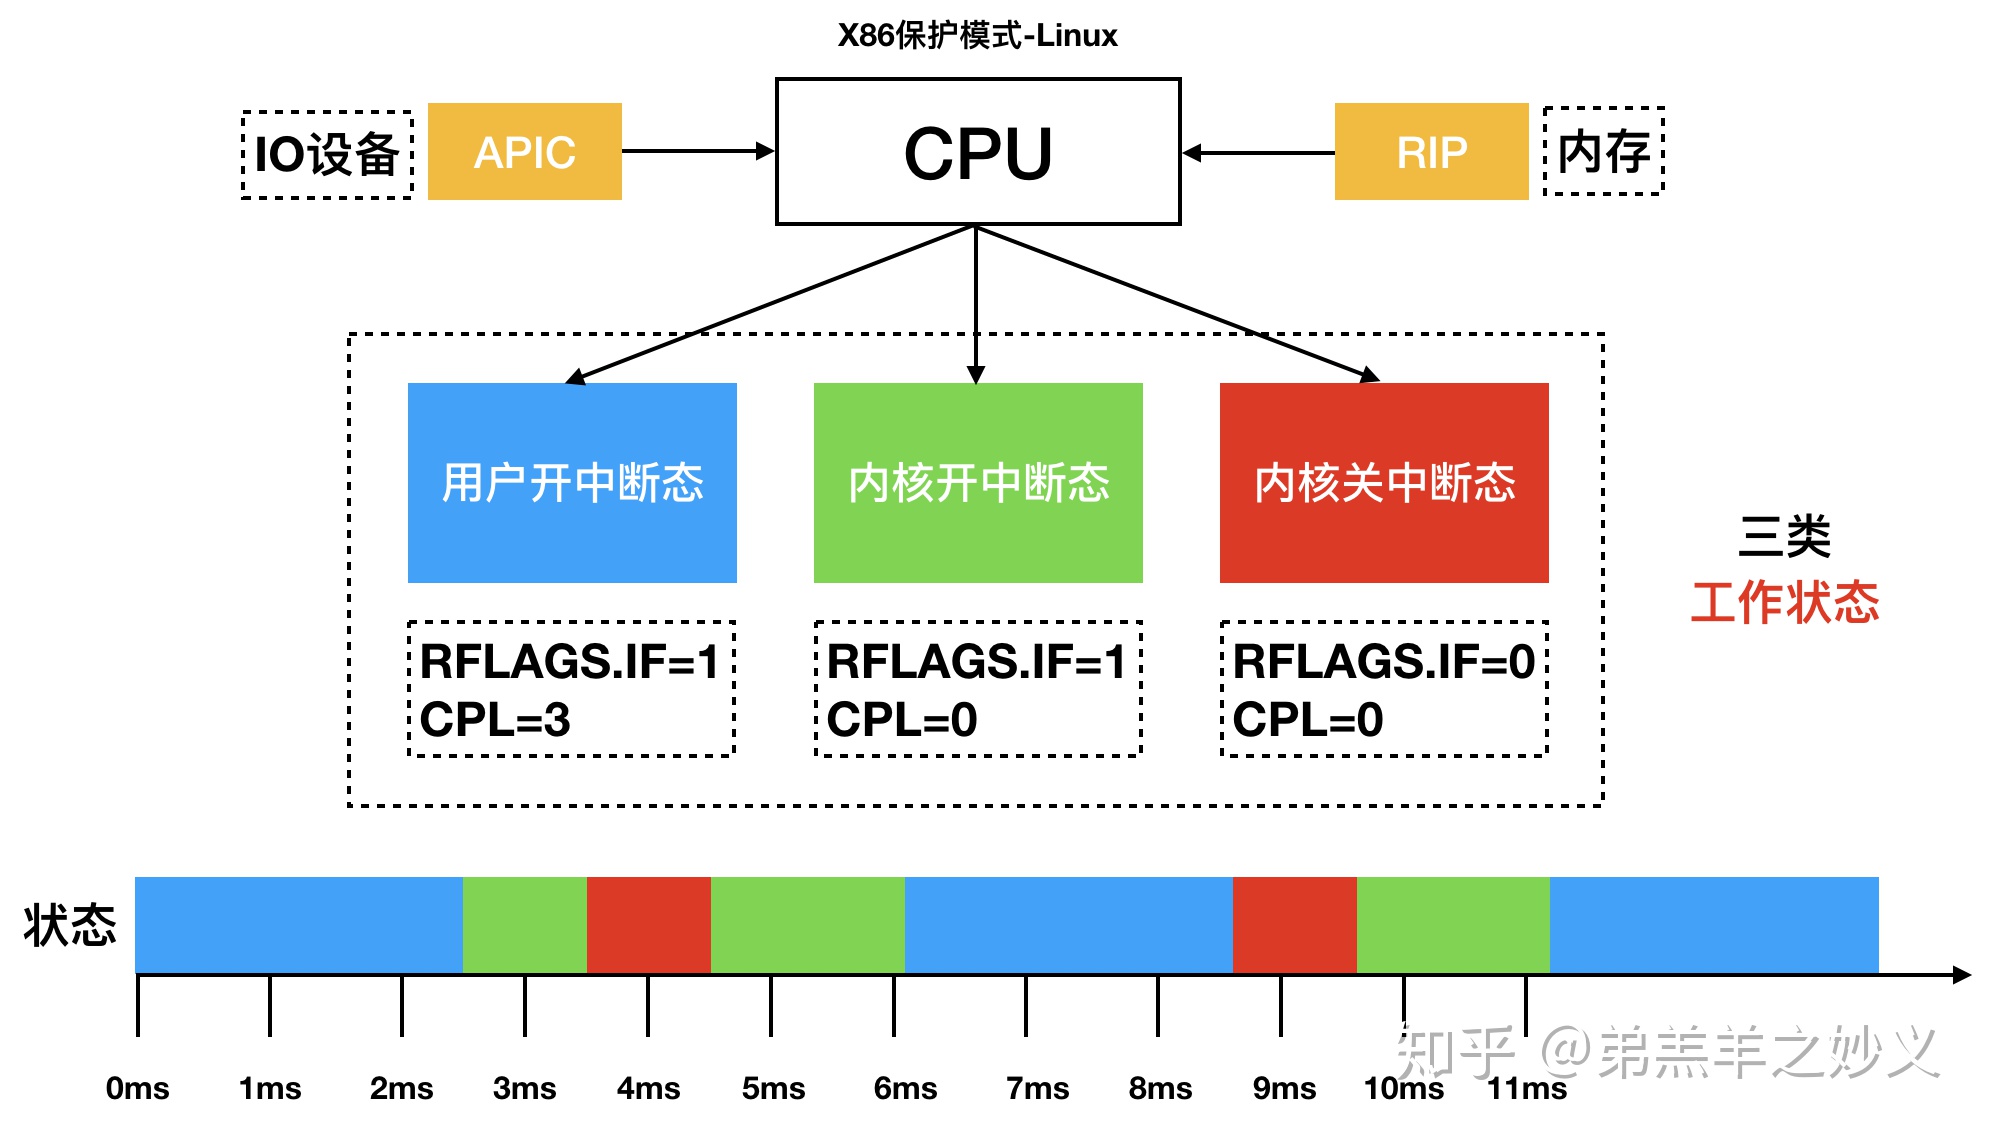 X86保护模式-Linux
IO设备
APIC
CPU
RIP
内存
用户开中断态
内核开中断态
内核关中断态
三类
工作状态
RFLAGS.IF=1
CPL=3
RFLAGS.IF=1
CPL=0
RFLAGS.IF=0
CPL=0
状态
0ms
1ms
2ms
3ms
4ms
5ms
6ms
7ms
8ms
9ms
10ms
11ms
知乎 @弟羔羊之妙义